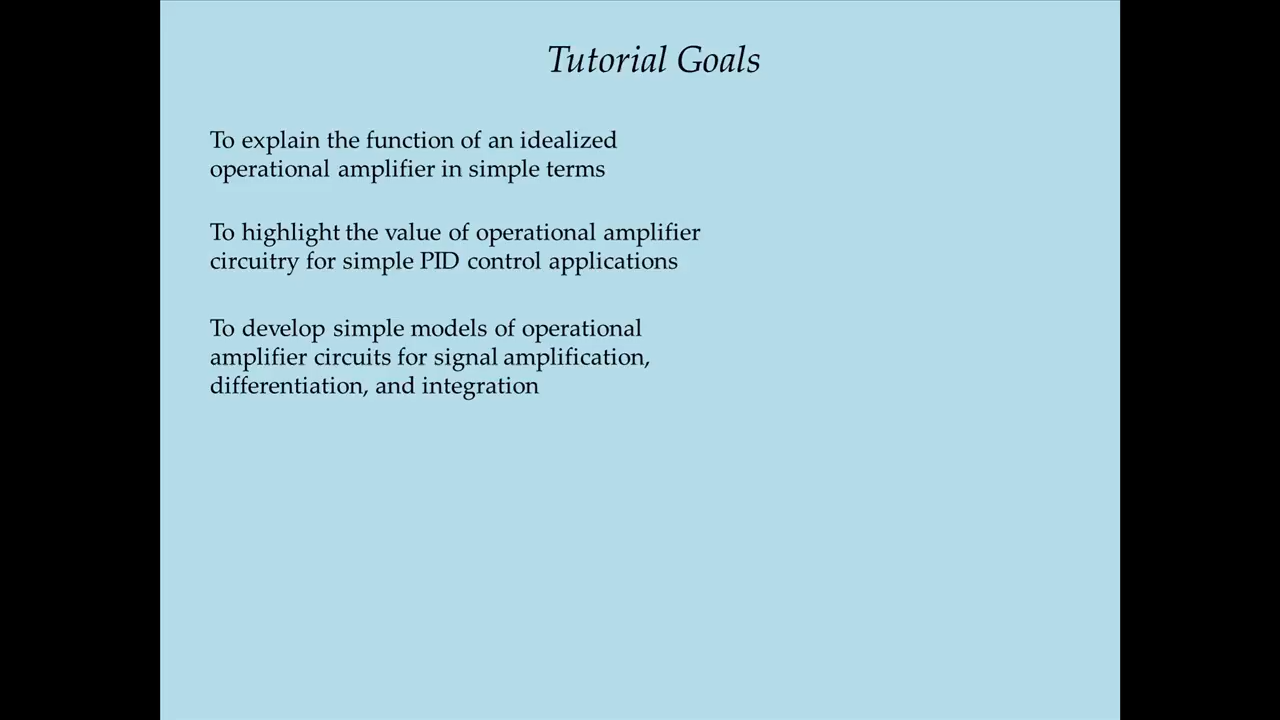 Tutorial Goals
To explain the function of an idealized
operational amplifier in simple terms
To highlight the value of operational amplifier
circuitry for simple PID control applications
To develop simple models of operational
amplifier circuits for signal amplification,
differentiation, and integration